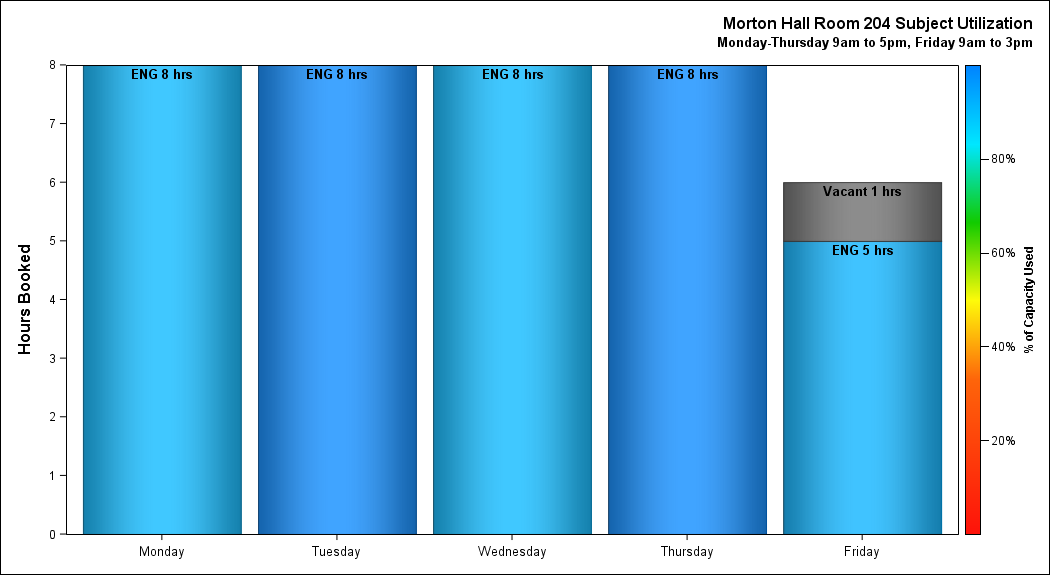 Morton Hall Room 204 Subject Utilization
Monday-Thursday 9am to 5pm, Friday 9am to 3pm
Hours Booked
8
7
6
5
4
3
2
1
0
ENG 8 hrs
ENG 8 hrs
ENG 8 hrs
ENG 8 hrs
Vacant 1 hrs
ENG 5 hrs
Monday
Tuesday
Wednesday
Thursday
Friday
80%
60%
40%
20%
% of Capacity Used